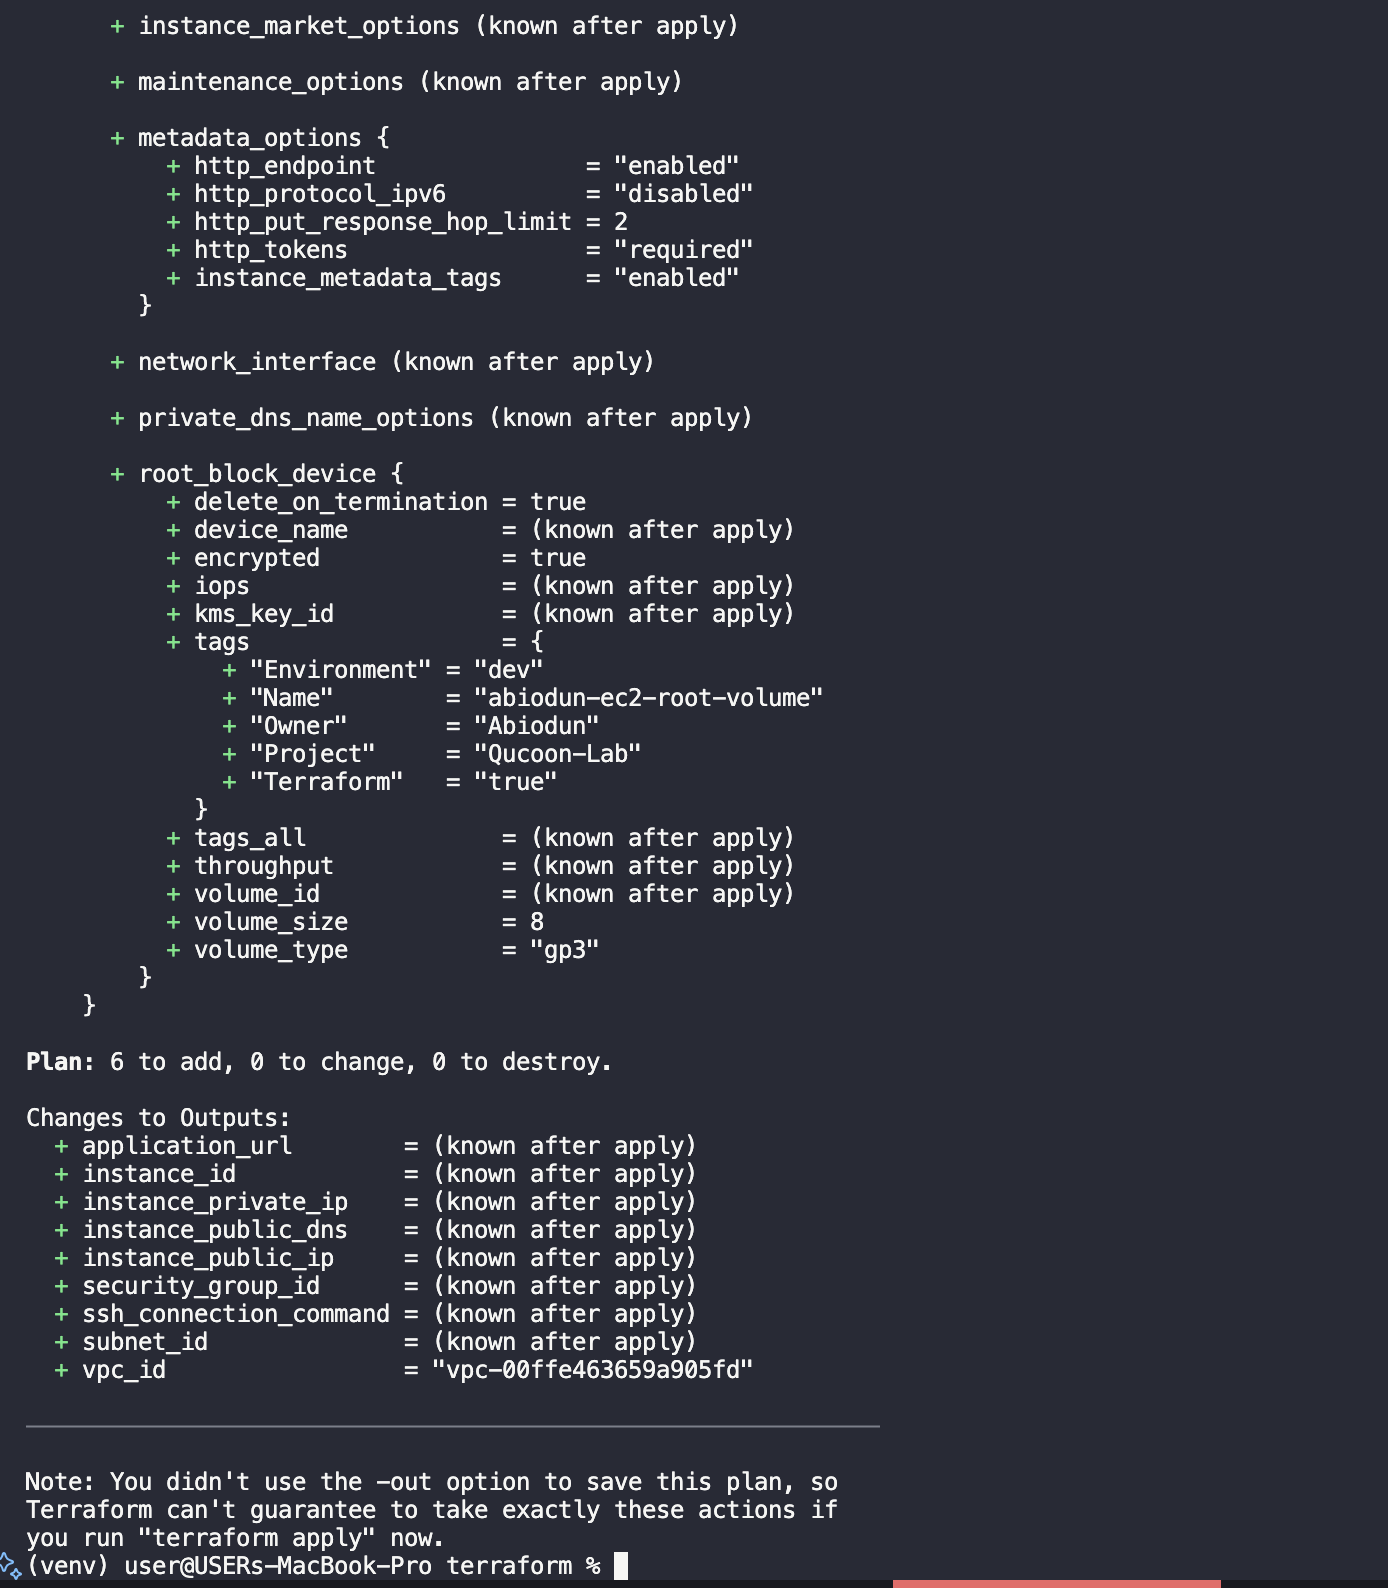 + instance_market_options (known after apply)
+ maintenance_options (known after apply)
+ metadata_options {
+ http_endpoint               = "enabled"
+ http_protocol_ipv6          = "disabled"
+ http_put_response_hop_limit = 2
+ http_tokens                 = "required"
+ instance_metadata_tags      = "enabled"
}
+ network_interface (known after apply)
+ private_dns_name_options (known after apply)
+ root_block_device {
+ delete_on_termination = true
+ device_name           = (known after apply)
+ encrypted             = true
+ iops                  = (known after apply)
+ kms_key_id            = (known after apply)
+ tags                  = {
+ "Environment" = "dev"
+ "Name"        = "abiodun-ec2-root-volume"
+ "Owner"       = "Abiodun"
+ "Project"     = "Qucoon-Lab"
+ "Terraform"   = "true"
}
+ tags_all              = (known after apply)
+ throughput            = (known after apply)
+ volume_id             = (known after apply)
+ volume_size           = 8
+ volume_type           = "gp3"
}
}
Plan: 6 to add, 0 to change, 0 to destroy.
Changes to Outputs:
+ application_url        = (known after apply)
+ instance_id            = (known after apply)
+ instance_private_ip    = (known after apply)
+ instance_public_dns    = (known after apply)
+ instance_public_ip     = (known after apply)
+ security_group_id      = (known after apply)
+ ssh_connection_command = (known after apply)
+ subnet_id              = (known after apply)
+ vpc_id                 = "vpc-00ffe463659a905fd"
Note: You didn't use the -out option to save this plan, so
Terraform can't guarantee to take exactly these actions if
you run "terraform apply" now.
(venv) user@USERs-MacBook-Pro terraform %